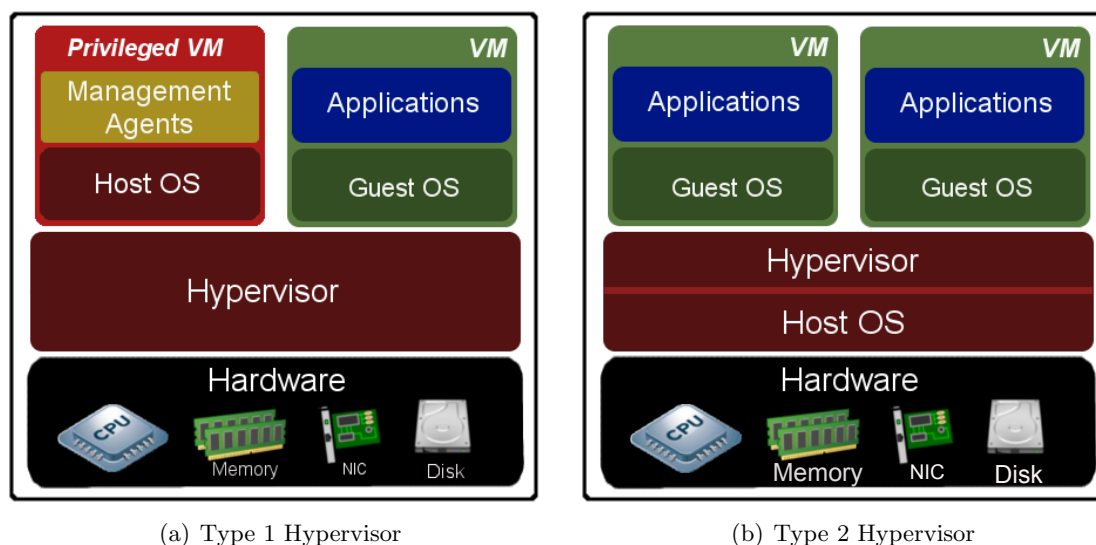 Privileged VM
Management
Agents
Host OS
VM
Applications
Guest OS
Hypervisor
Hardware
CPU
Memory
NIC
Disk
(a) Type 1 Hypervisor
VM
Applications
Guest OS
VM
Applications
Guest OS
Hypervisor
Host OS
Hardware
CPU
Memory
NIC
Disk
(b) Type 2 Hypervisor